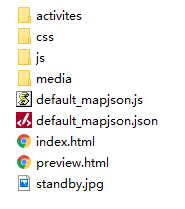 activites
css
js
media
default_mapjson.js
default_mapjson.json
index.html
preview.html
standby.jpg